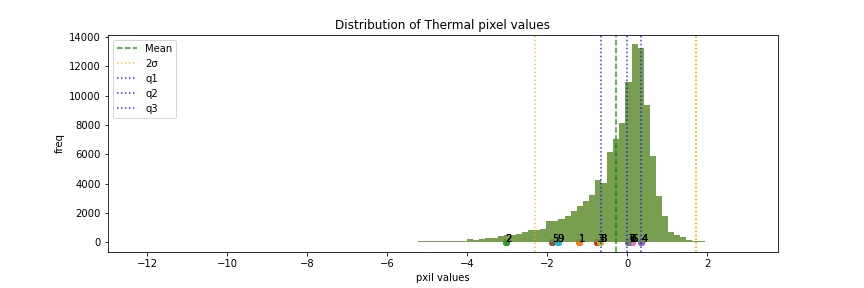 Distribution of Thermal pixel values
14000
12000
10000
8000
6000
4000
2000
0
freq
Mean
2σ
q1
q2
q3
2
59
1
4
−12
−10
−8
−6
−4
−2
0
2
pxil values